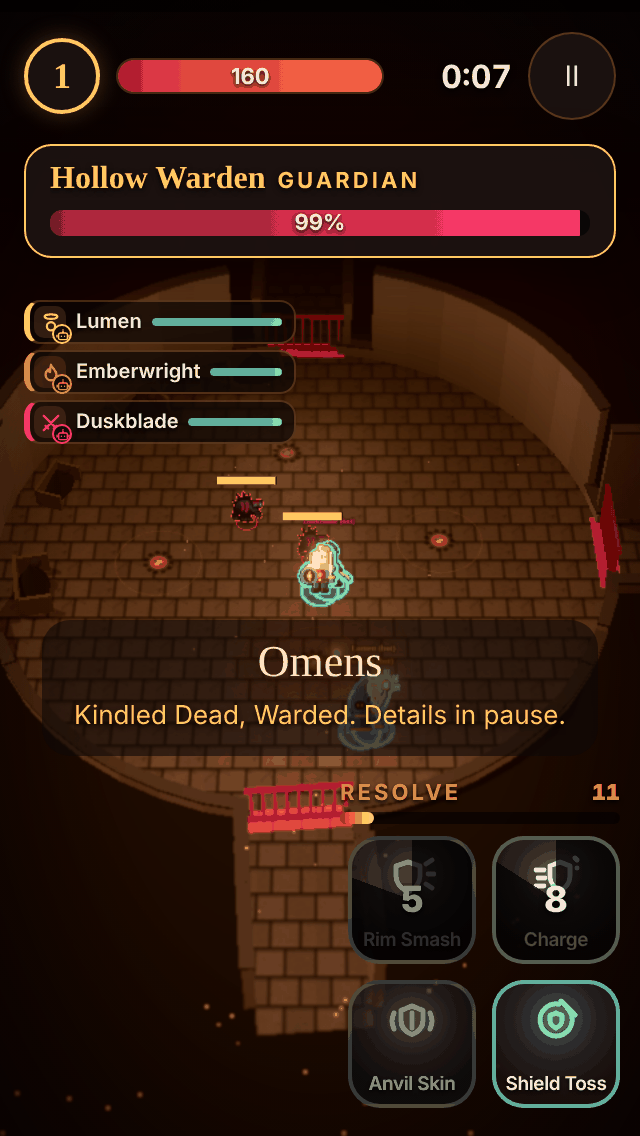 1
160
0:07
Hollow Warden GUARDIAN
99%
Lumen
Emberwright
Duskblade
Omens
Kindled Dead, Warded. Details in pause.
RESOLVE 11
5
Rim Smash
8
Charge
Anvil Skin
Shield Toss